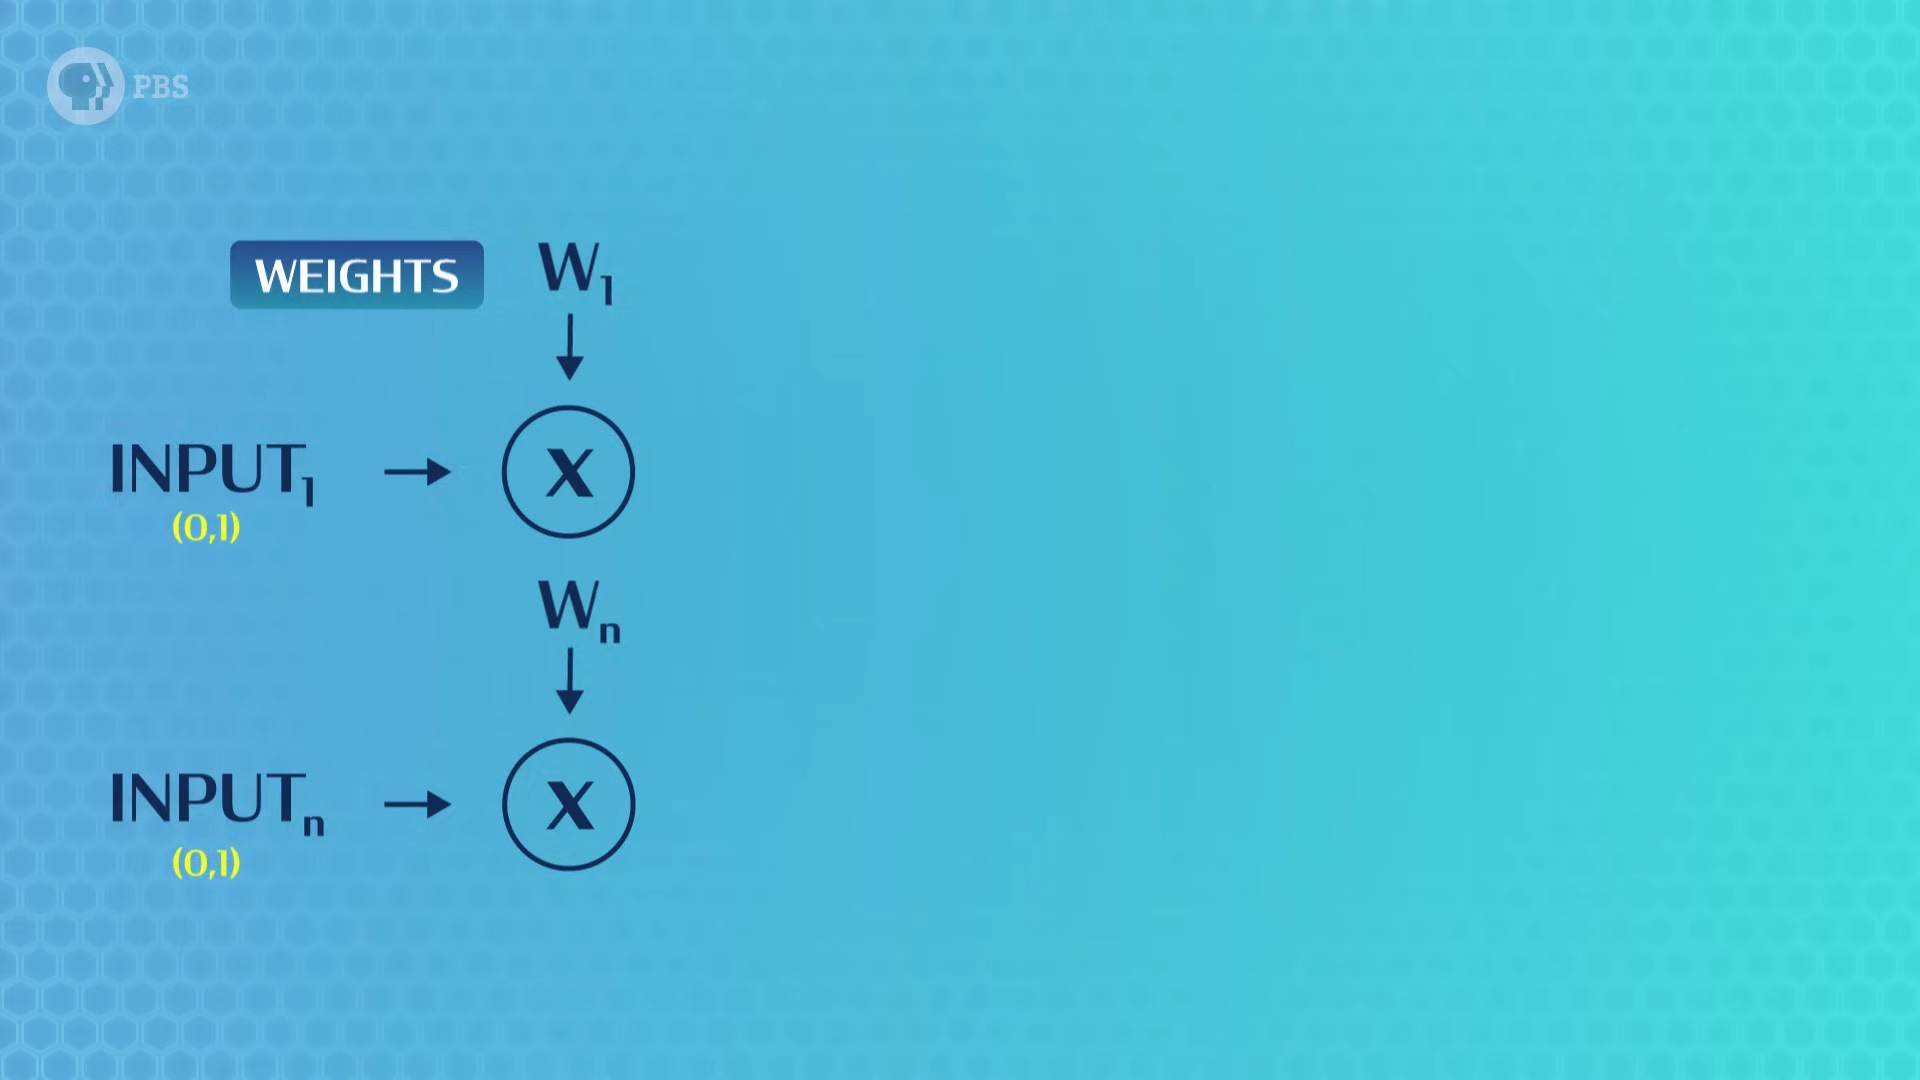 PBS
WEIGHTS W1
INPUT1 X
(0,1)
Wn
INPUTn X
(0,1)